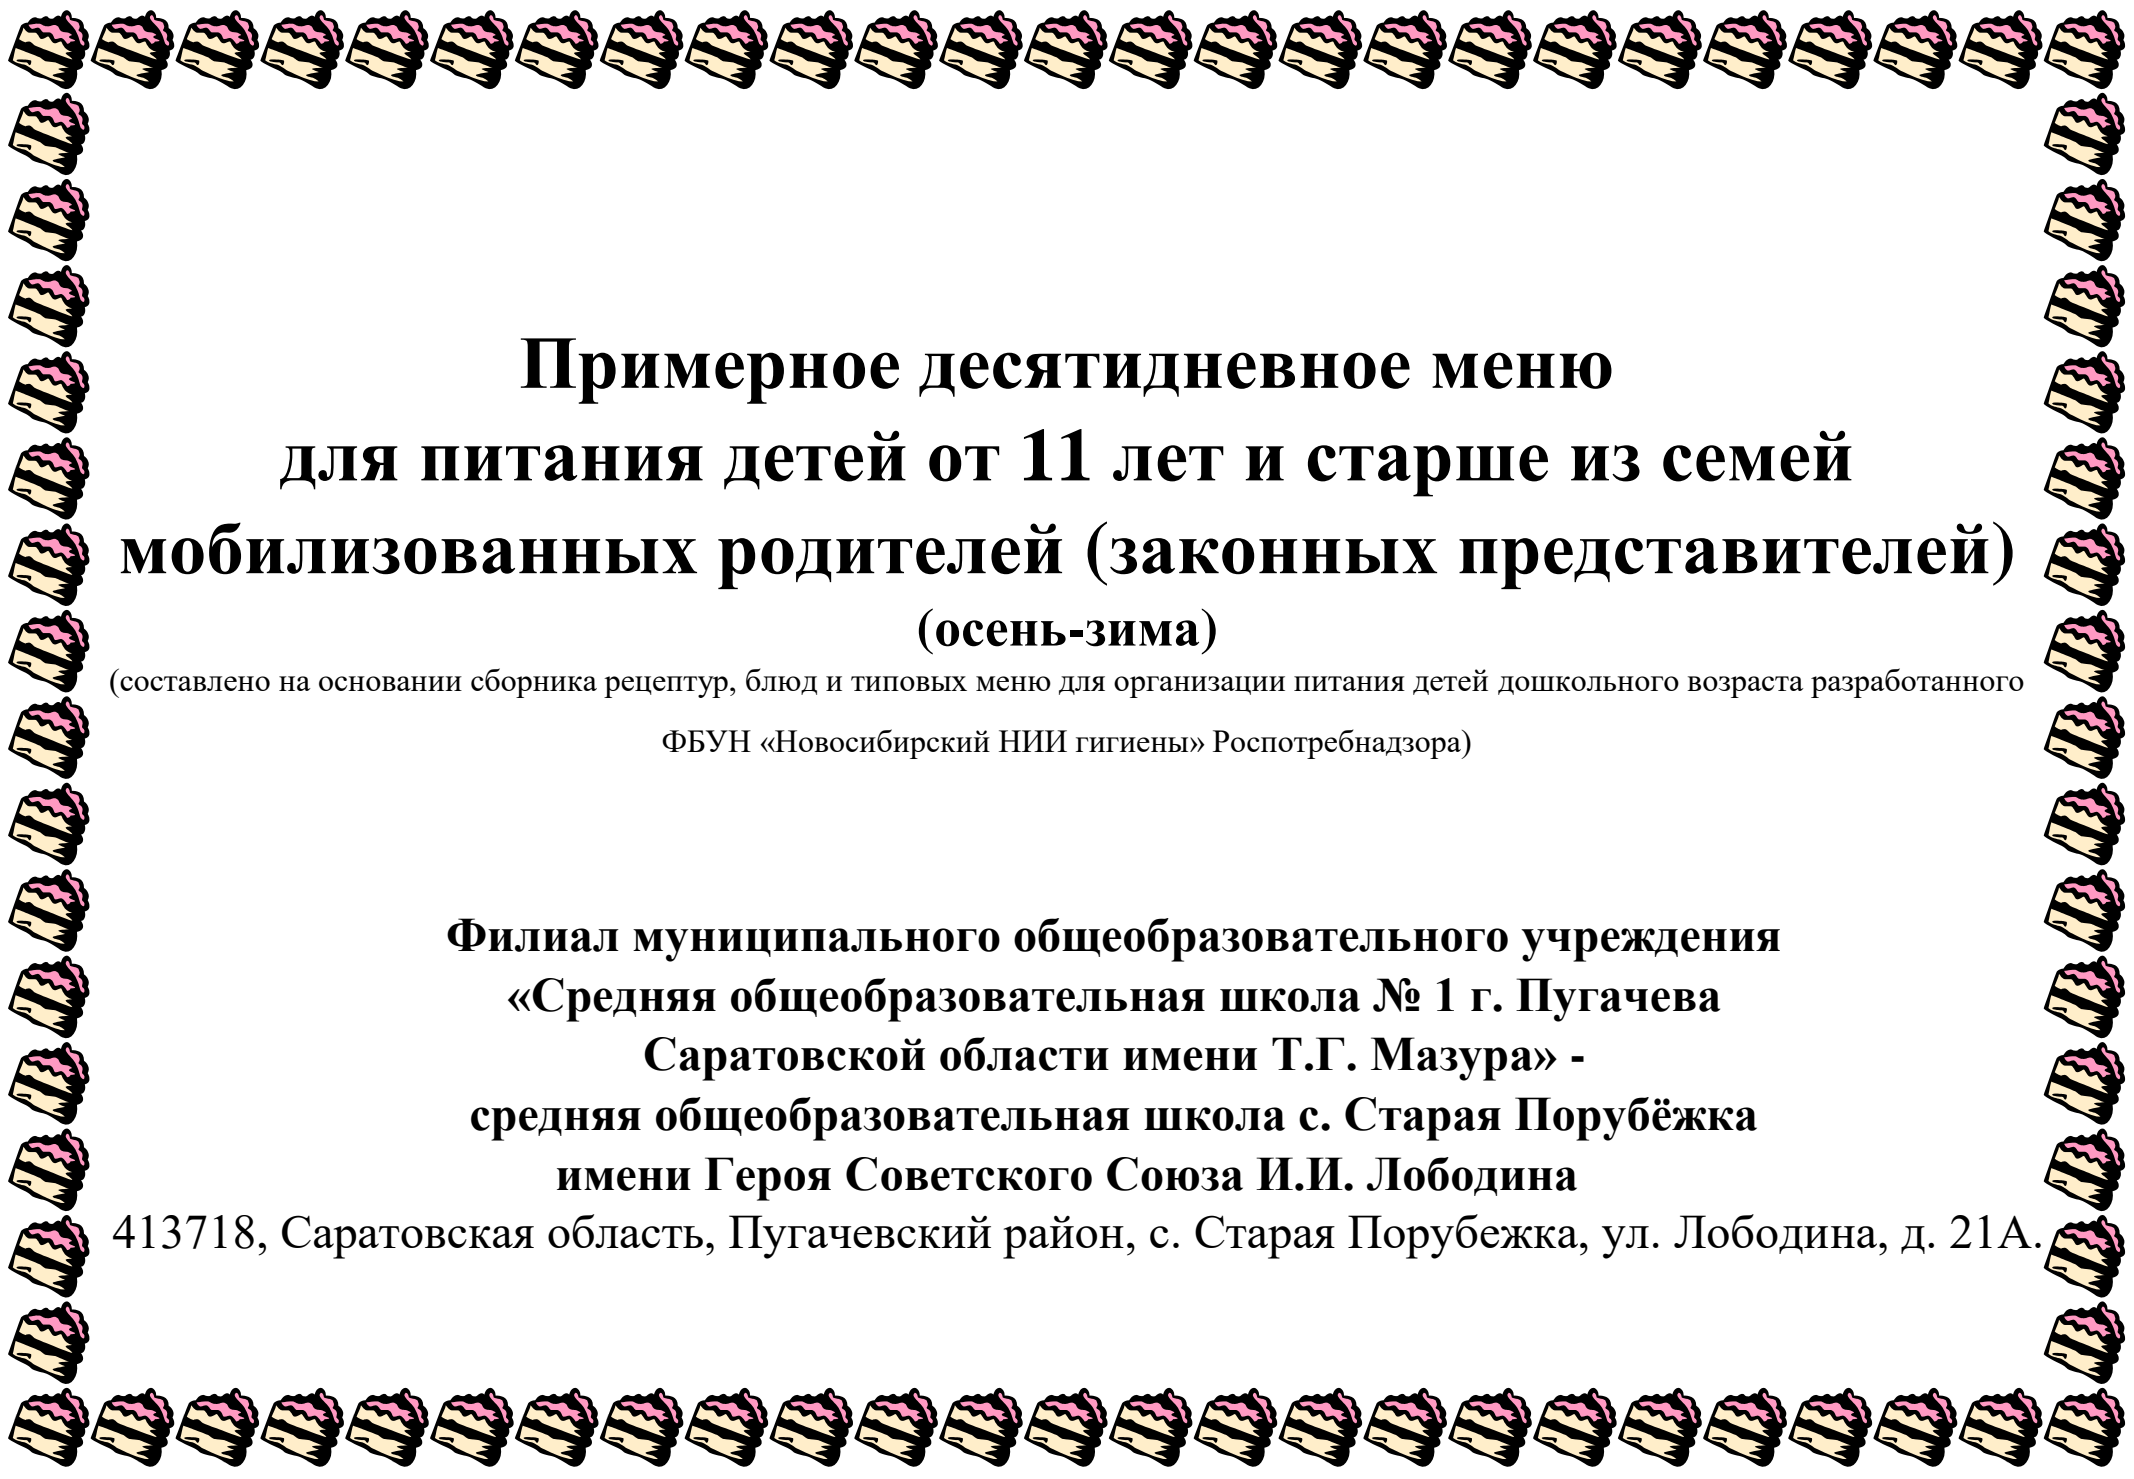 Примерное десятидневное меню
для питания детей от 11 лет и старше из семей
мобилизованных родителей (законных представителей)
(осень-зима)
(составлено на основании сборника рецептур, блюд и типовых меню для организации питания детей дошкольного возраста разработанного
ФБУН «Новосибирский НИИ гигиены» Роспотребнадзора)
Филиал муниципального общеобразовательного учреждения
«Средняя общеобразовательная школа № 1 г. Пугачева
Саратовской области имени Т.Г. Мазура» -
средняя общеобразовательная школа с. Старая Порубёжка
имени Героя Советского Союза И.И. Лободина
413718, Саратовская область, Пугачевский район, с. Старая Порубежка, ул. Лободина, д. 21А.